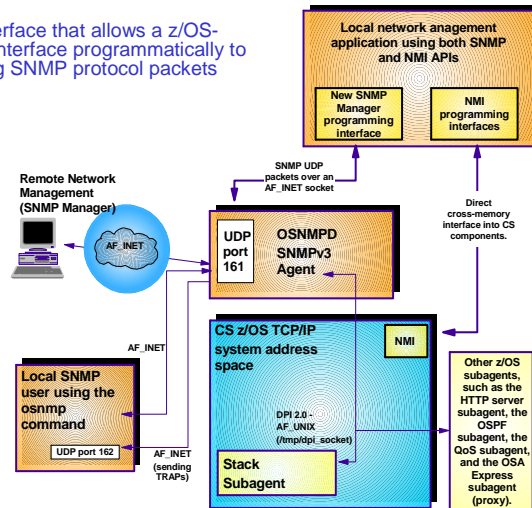 erface that allows a z/OS-
nterface programmatically to
g SNMP protocol packets
Local network anagement
application using both SNMP
and NMI APIs
New SNMP
Manager
programming
interface
NMI
programming
interfaces
SNMP UDP
packets over an
AF_INET socket
Direct
cross-memory
interface into CS
components.
Remote Network
Management
(SNMP Manager)
AF_INET
UDP
port
161
OSNMPD
SNMPv3
Agent
AF_INET
CS z/OS TCP/IP
system address
space
NMI
Local SNMP
user using the
osnmp
command
UDP port 162
AF_INET
(sending
TRAPs)
DPI 2.0 -
AF_UNIX
(/tmp/dpi_socket)
Stack
Subagent
Other z/OS
subagents,
such as the
HTTP server
subagent, the
OSPF
subagent, the
QoS subagent,
and the OSA
Express
subagent
(proxy).